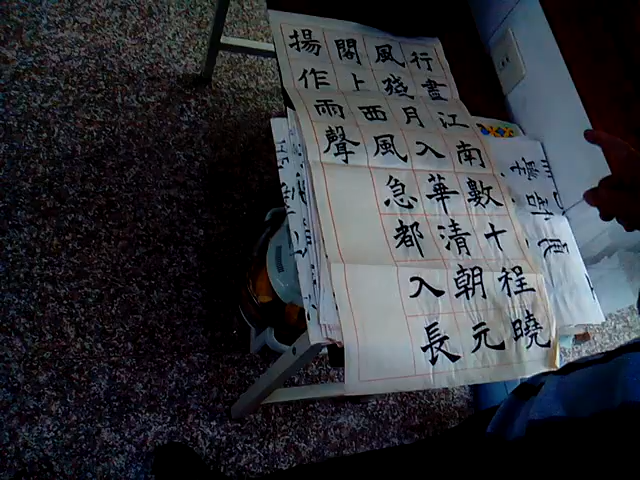 行盡江南數十程曉
風殘月入華清朝元
閣上西風急都入長
揚作雨聲